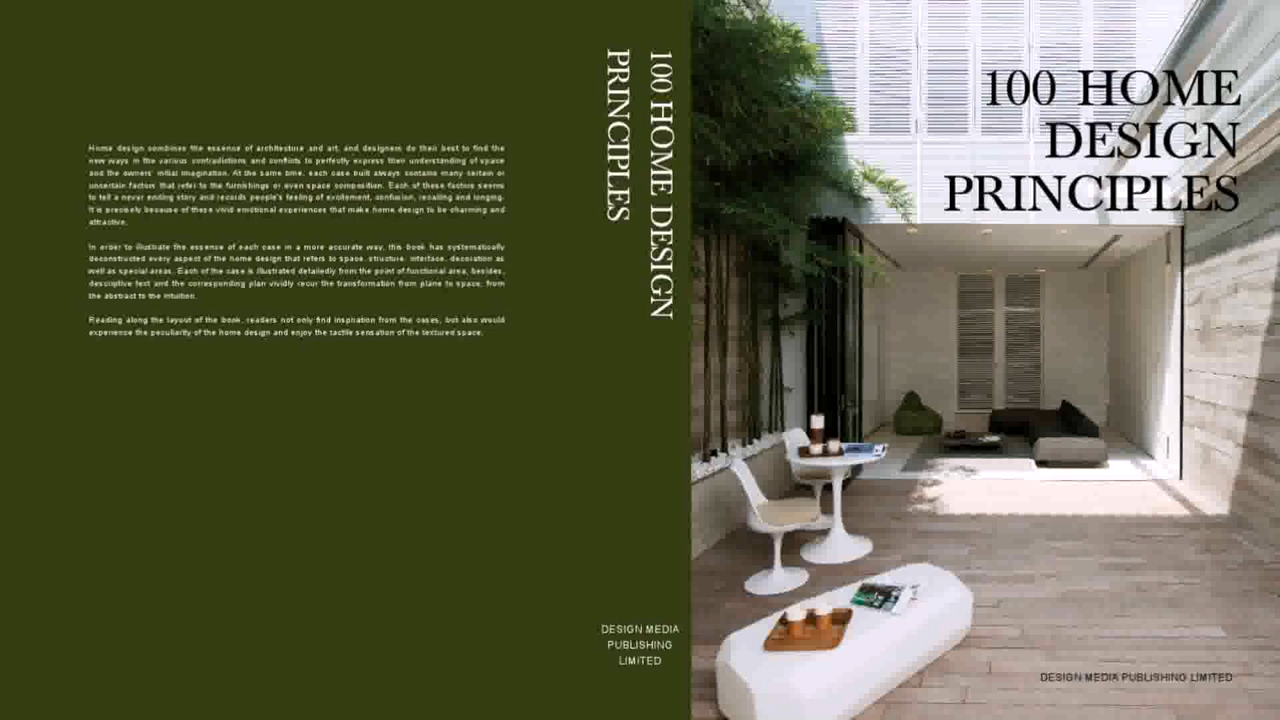 Home design combines the essence of architecture and art, and designers do their best to find the
new ways in the various contradictions and conflicts to perfectly express their understanding of space
and the owners' initial imagination. At the same time, each case built always contains many certain or
uncertain factors that refer to the furnishings or even space composition. Each of these factors seems
to tell a never ending story and records people's feeling of excitement, confusion, recalling and longing.
It is precisely because of these vivid emotional experiences that make home design to be charming and
attractive.
In order to illustrate the essence of each case in a more accurate way, this book has systematically
deconstructed every aspect of the home design that refers to space, structure, interface, decoration as
well as special areas. Each of the case is illustrated detailedly from the point of functional area, besides,
descriptive text and the corresponding plan vividly recur the transformation from plane to space, from
the abstract to the intuition.
Reading along the layout of the book, readers not only find inspiration from the cases, but also would
experience the peculiarity of the home design and enjoy the tactile sensation of the textured space.
100 HOME DESIGN
PRINCIPLES
DESIGN MEDIA
PUBLISHING
LIMITED
100 HOME
DESIGN
PRINCIPLES
DESIGN MEDIA PUBLISHING LIMITED